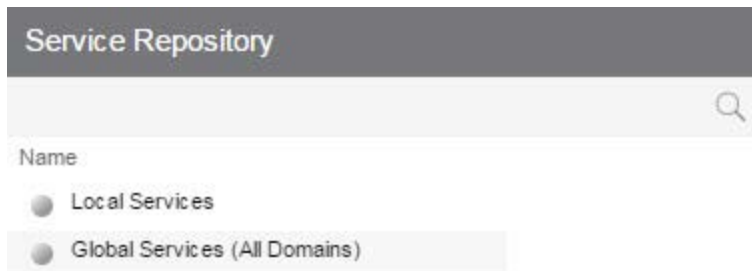 Service Repository
Name
Local Services
Global Services (All Domains)